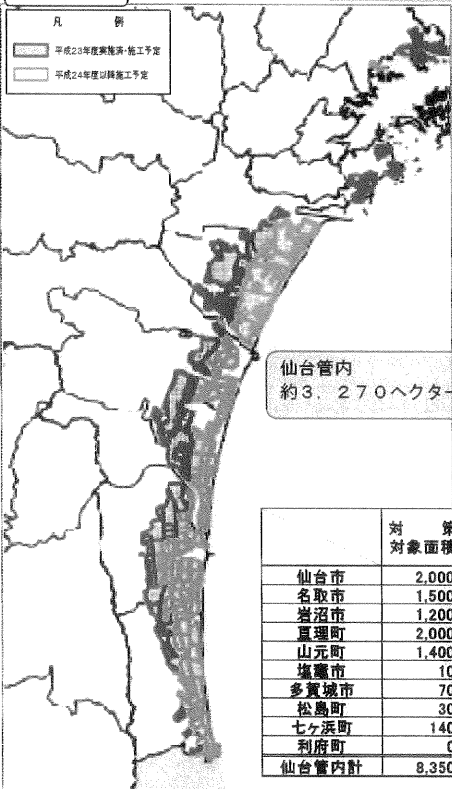 凡 例
平成23年度実施済・施工予定
平成24年度以降施工予定
仙台管内
約3．270ヘクター
対 策
対象面積
仙台市 2,000
名取市 1,500
岩沼市 1,200
亘理町 2,000
山元町 1,400
塩竈市 10
多賀城市 70
松島町 30
七ヶ浜町 140
利府町 0
仙台管内計 8,350